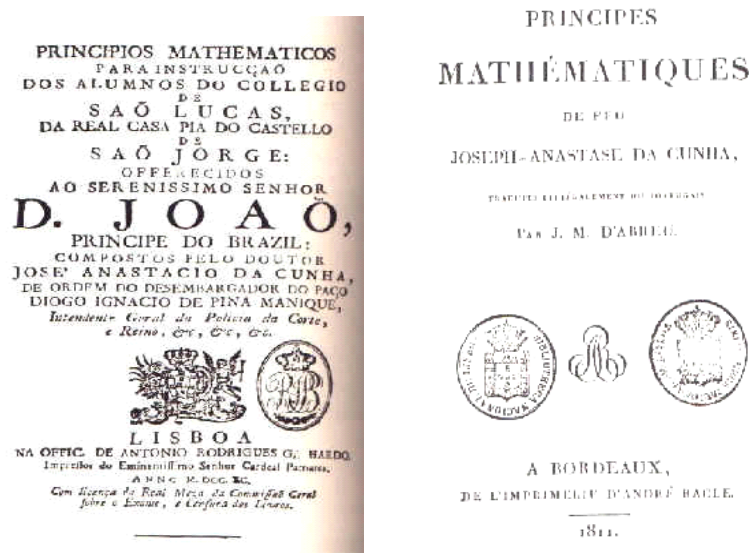 PRINCIPIOS MATHEMATICOS
PARA INSTRUCÇAÕ
DOS ALUMNOS DO COLLEGIO
DE
SAÕ LUCAS,
DA REAL CASA PIA DO CASTELLO
DE
SAÕ JORGE:
OFFERECIDOS
AO SERENISSIMO SENHOR
D. JOAÕ,
PRINCIPE DO BRAZIL:
COMPOSTOS PELO DOUTOR
JOSE' ANASTACIO DA CUNHA,
DE ORDEM DO DESEMBARGADOR DO PAÇO
DIOGO IGNACIO DE PINA MANIQUE,
Intendente Geral da Policia da Corte,
e Reino, &c, &c, &c.
LISBOA
NA OFFIC. DE ANTONIO RODRIGUES
Impressor do Eminentissimo Senhor Cardeal
ANNO M. DCC. XC.
Com licença da Real Meza da Commissaõ Geral
sobre o Exame, e Censura dos Livros.
PRINCIPES
MATHÉMATIQUES
DE FEU
JOSEPH-ANASTASE DA CUNHA,
TRADUITS LITTÉRALEMENT DU PORTUGAIS
PAR J. M. D'ABREU.
A BORDEAUX,
DE L'IMPRIMERIE D'ANDRÉ RACLE.
1811.